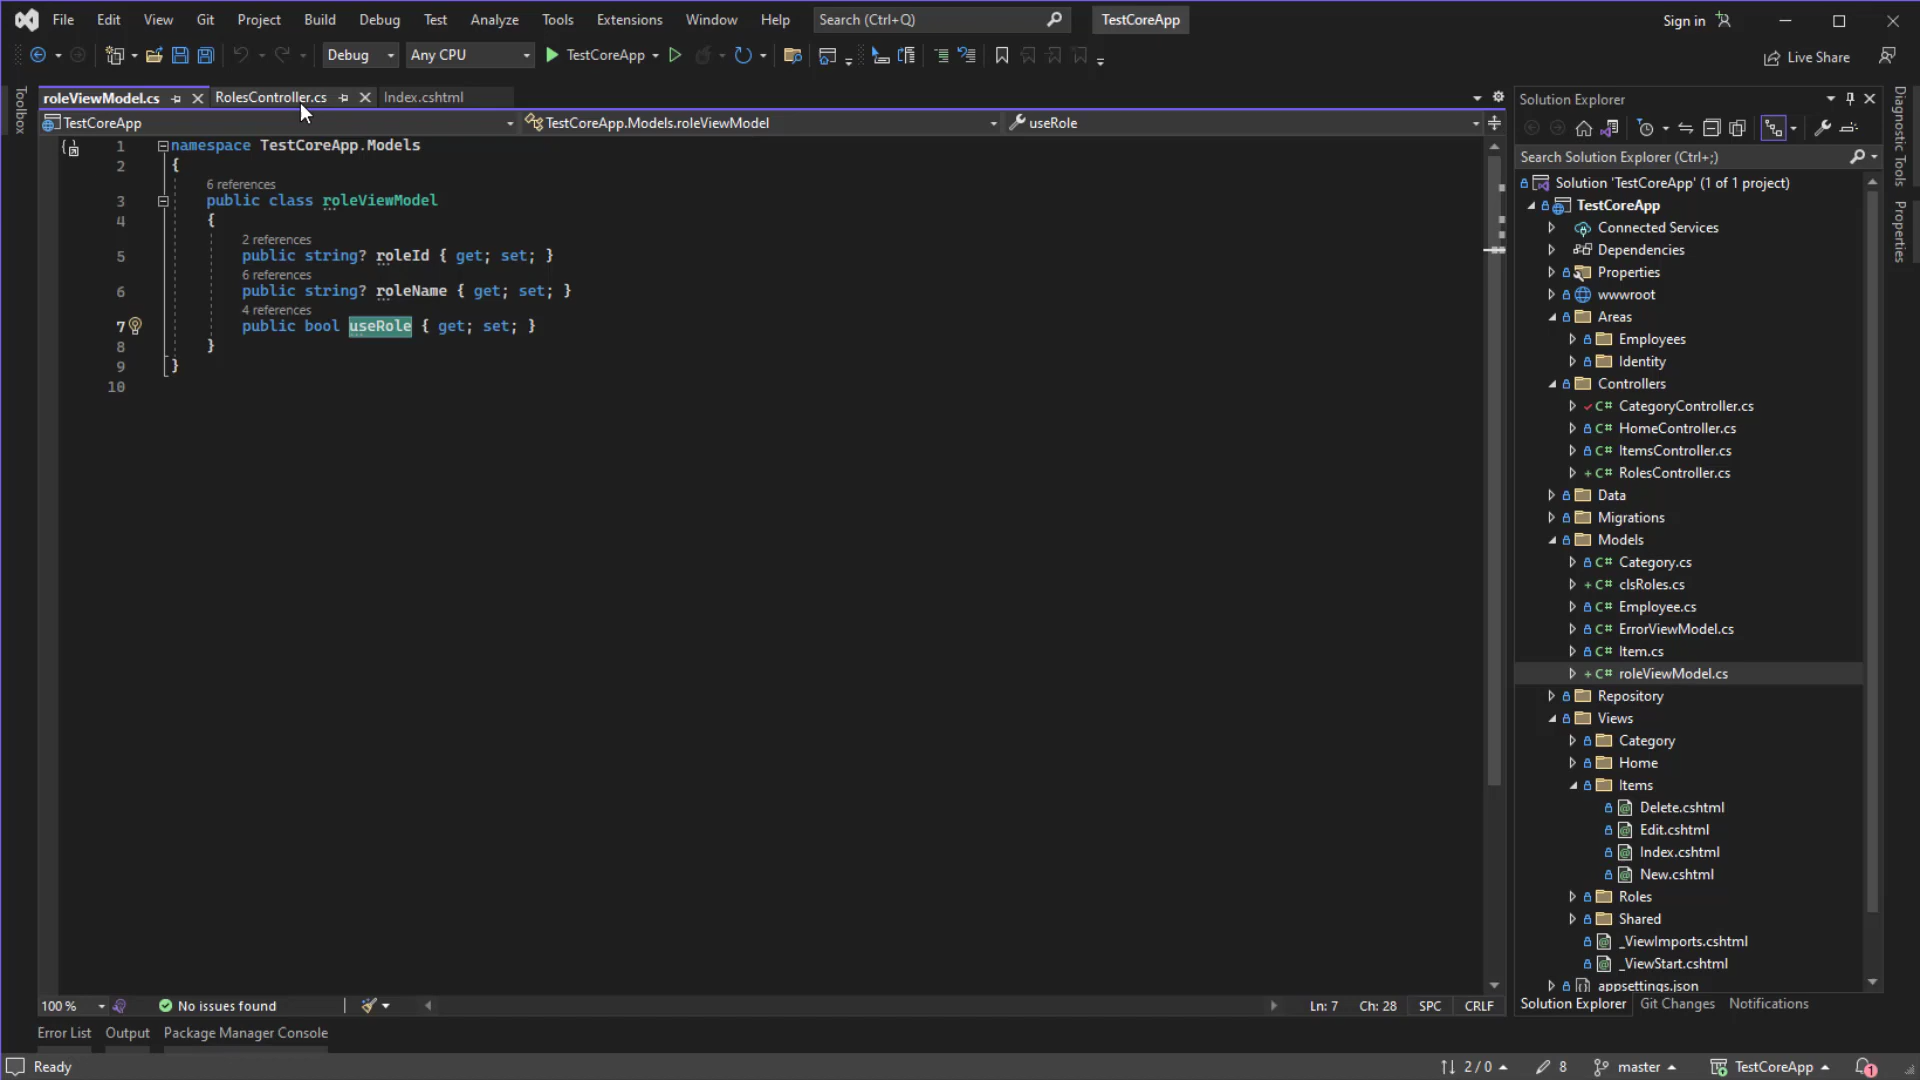 File Edit View Git Project Build Debug Test Analyze Tools Extensions Window Help Search (Ctrl+Q) TestCoreApp Sign in
Debug Any CPU TestCoreApp Live Share
Toolbox
roleViewModel.cs RolesController.cs Index.cshtml
TestCoreApp TestCoreApp.Models.roleViewModel useRole
1 namespace TestCoreApp.Models
2 {
6 references
3 public class roleViewModel
4 {
2 references
5 public string? roleId { get; set; }
6 references
6 public string? roleName { get; set; }
4 references
7 public bool useRole { get; set; }
8 }
9 }
10
100 % No issues found Ln: 7 Ch: 28 SPC CRLF
Error List Output Package Manager Console
Solution Explorer
Search Solution Explorer (Ctrl+;)
Solution 'TestCoreApp' (1 of 1 project)
TestCoreApp
Connected Services
Dependencies
Properties
wwwroot
Areas
Employees
Identity
Controllers
C# CategoryController.cs
C# HomeController.cs
C# ItemsController.cs
+ C# RolesController.cs
Data
Migrations
Models
C# Category.cs
+ C# clsRoles.cs
C# Employee.cs
C# ErrorViewModel.cs
C# Item.cs
+ C# roleViewModel.cs
Repository
Views
Category
Home
Items
Delete.cshtml
Edit.cshtml
Index.cshtml
New.cshtml
Roles
Shared
_ViewImports.cshtml
_ViewStart.cshtml
appsettings.json
Solution Explorer Git Changes Notifications
Diagnostic Tools
Properties
Ready 2 / 0 8 master TestCoreApp 1